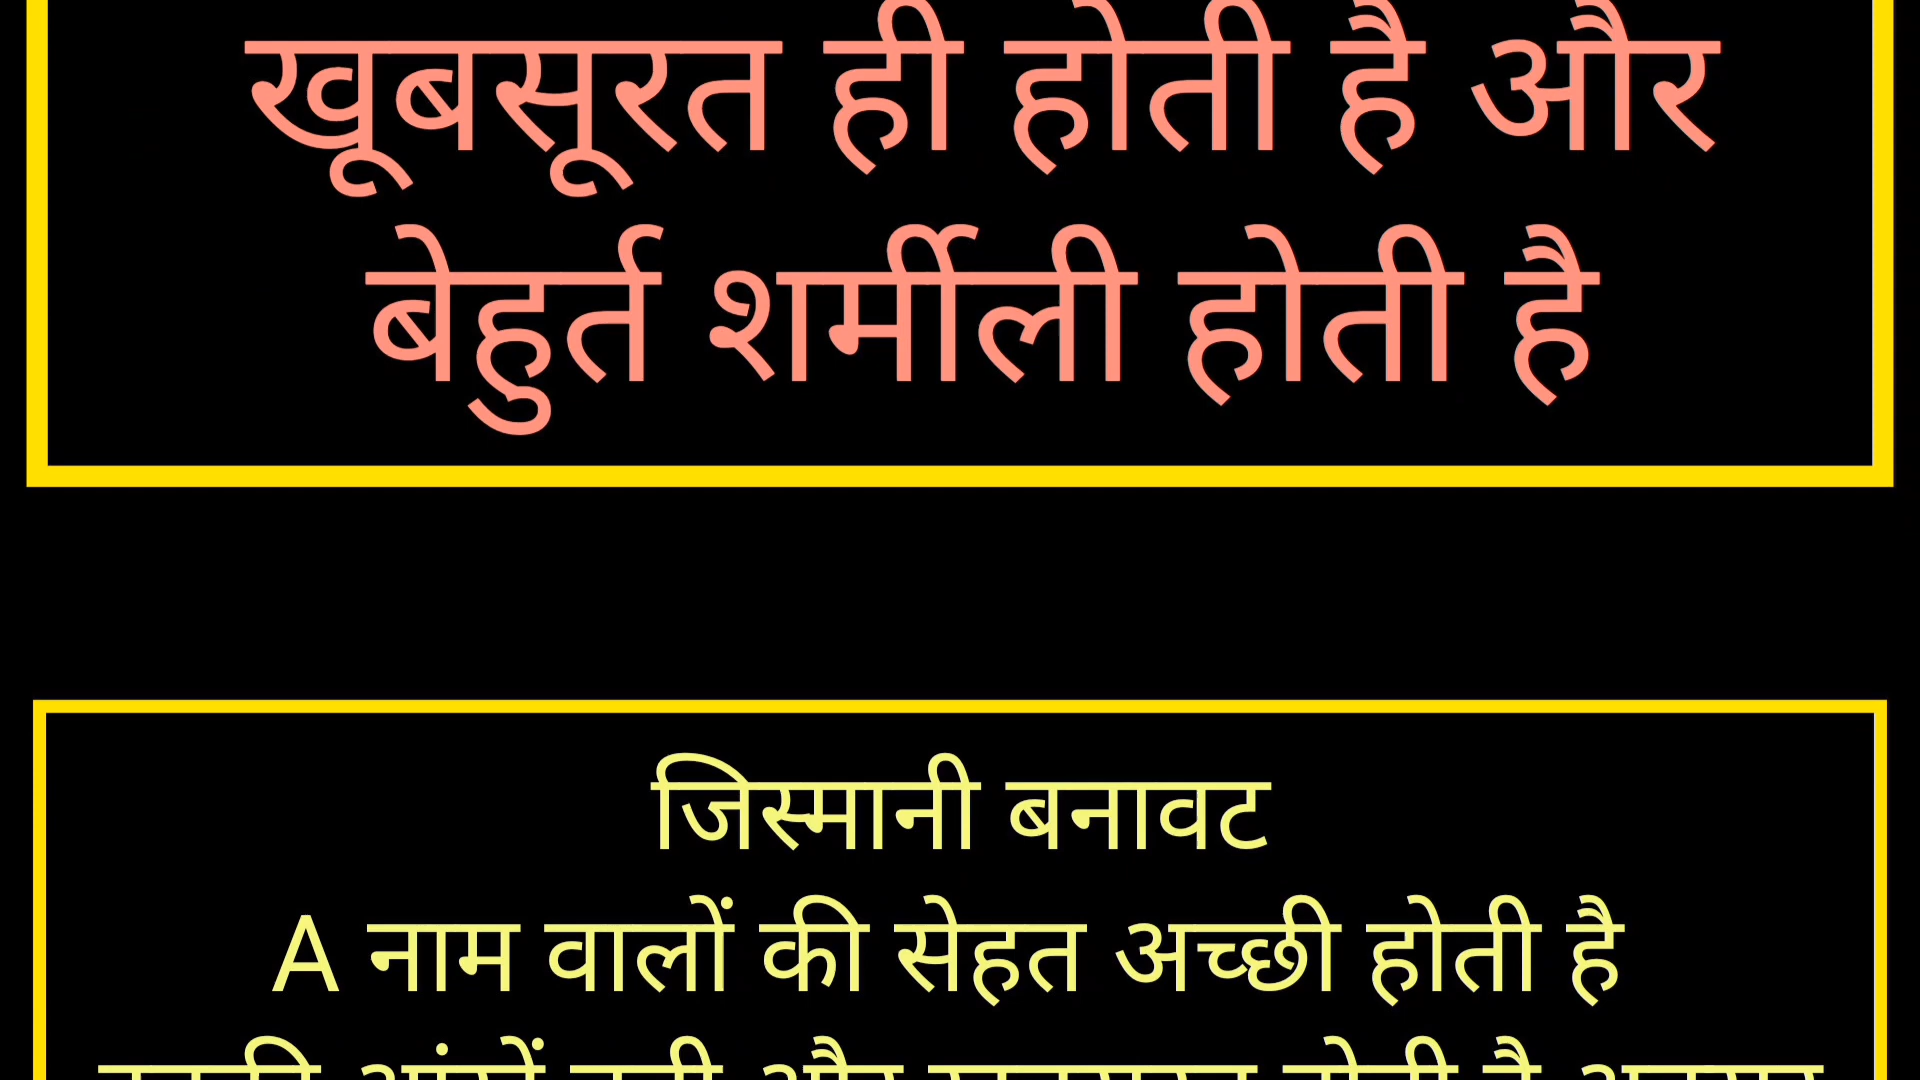 खूबसूरत ही होती है और
बेहुर्त शर्मीली होती है
जिस्मानी बनावट
A नाम वालों की सेहत अच्छी होती है